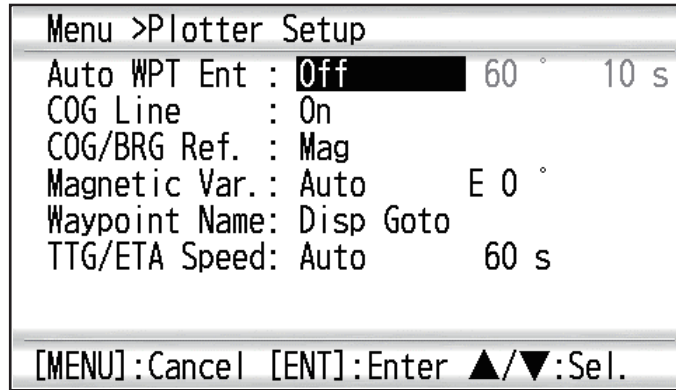 Menu >Plotter Setup
Auto WPT Ent : Off 60 ° 10 s
COG Line : On
COG/BRG Ref. : Mag
Magnetic Var.: Auto E 0 °
Waypoint Name: Disp Goto
TTG/ETA Speed: Auto 60 s
[MENU]:Cancel [ENT]:Enter ▲/▼:Sel.